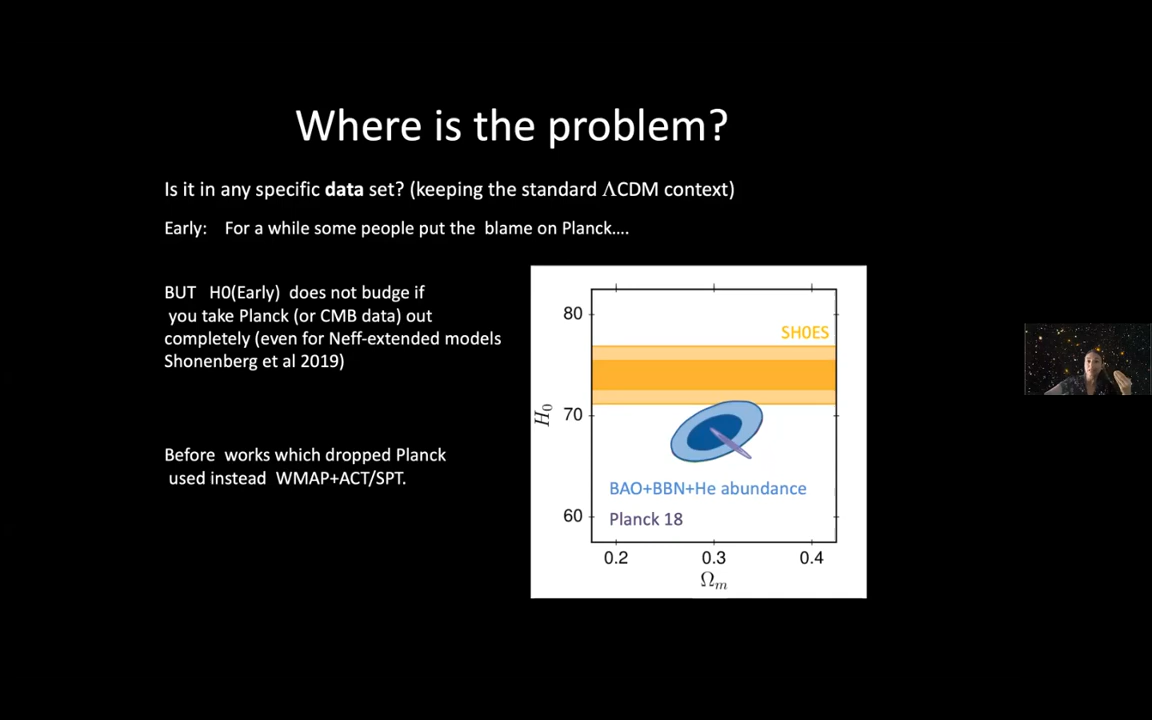 Where is the problem?
Is it in any specific data set? (keeping the standard ΛCDM context)
Early: For a while some people put the blame on Planck....
BUT H0(Early) does not budge if
you take Planck (or CMB data) out
completely (even for Neff-extended models
Shonenberg et al 2019)
Before works which dropped Planck
used instead WMAP+ACT/SPT.
80
SH0ES
70
H₀
BAO+BBN+He abundance
Planck 18
60
0.2 0.3 0.4
Ωₘ